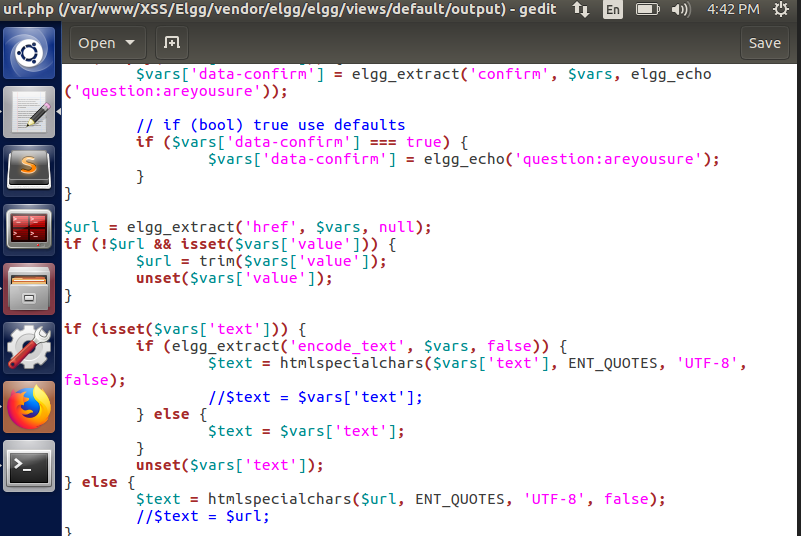 url.php (/var/www/XSS/Elgg/vendor/elgg/elgg/views/default/output) - gedit En 4:42 PM
Open Save
$vars['data-confirm'] = elgg_extract('confirm', $vars, elgg_echo
('question:areyousure'));
// if (bool) true use defaults
if ($vars['data-confirm'] === true) {
$vars['data-confirm'] = elgg_echo('question:areyousure');
}
}
$url = elgg_extract('href', $vars, null);
if (!$url && isset($vars['value'])) {
$url = trim($vars['value']);
unset($vars['value']);
}
if (isset($vars['text'])) {
if (elgg_extract('encode_text', $vars, false)) {
$text = htmlspecialchars($vars['text'], ENT_QUOTES, 'UTF-8',
false);
//$text = $vars['text'];
} else {
$text = $vars['text'];
}
unset($vars['text']);
} else {
$text = htmlspecialchars($url, ENT_QUOTES, 'UTF-8', false);
//$text = $url;
}